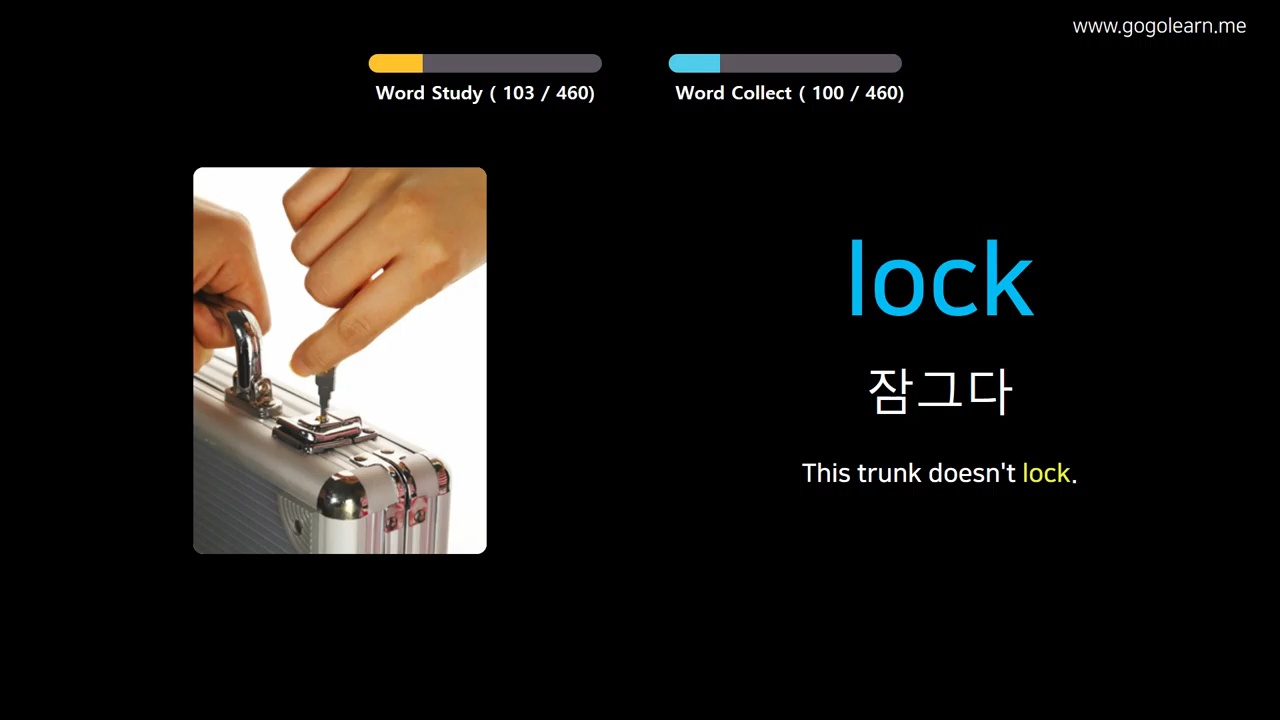 www.gogolearn.me
Word Study ( 103 / 460)
Word Collect ( 100 / 460)
lock
잠그다
This trunk doesn't lock.